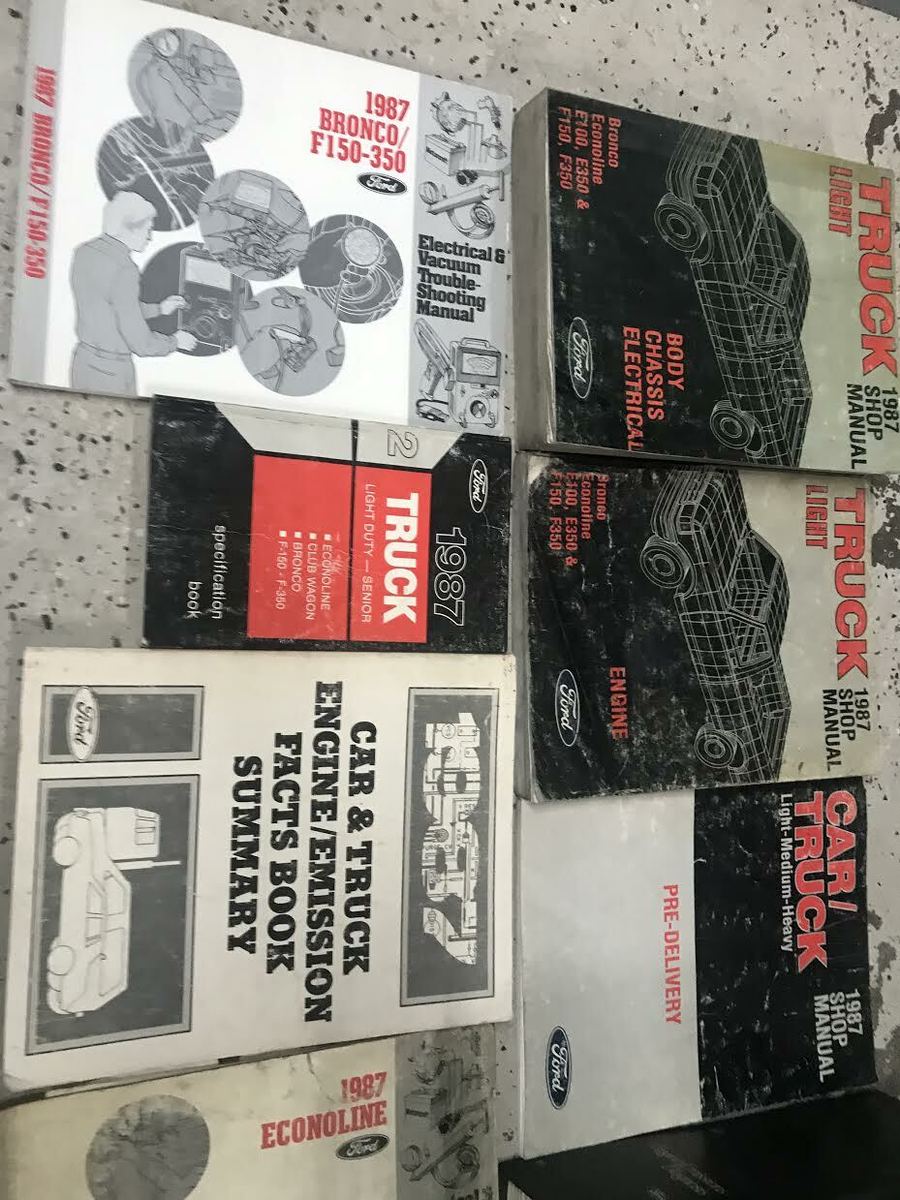 1987 BRONCO/F150-350
1987
BRONCO/
F150-350
Ford
Electrical &
Vacuum
Trouble-
Shooting
Manual
TRUCK
LIGHT
1987
SHOP
MANUAL
Bronco
Econoline
E100, E350 &
F150, F350
BODY
CHASSIS
ELECTRICAL
Ford
2
Ford
1987
TRUCK
LIGHT DUTY — SENIOR
■ ECONOLINE
■ CLUB WAGON
■ BRONCO
■ F-150 - F-350
specification
book
TRUCK
LIGHT
1987
SHOP
MANUAL
Bronco
Econoline
E100, E350 &
F150, F350
ENGINE
Ford
CAR & TRUCK
ENGINE/EMISSION
FACTS BOOK
SUMMARY
Ford
CAR/
TRUCK
Light-Medium-Heavy
1987
SHOP
MANUAL
PRE-DELIVERY
Ford
1987
ECONOLINE
Ford